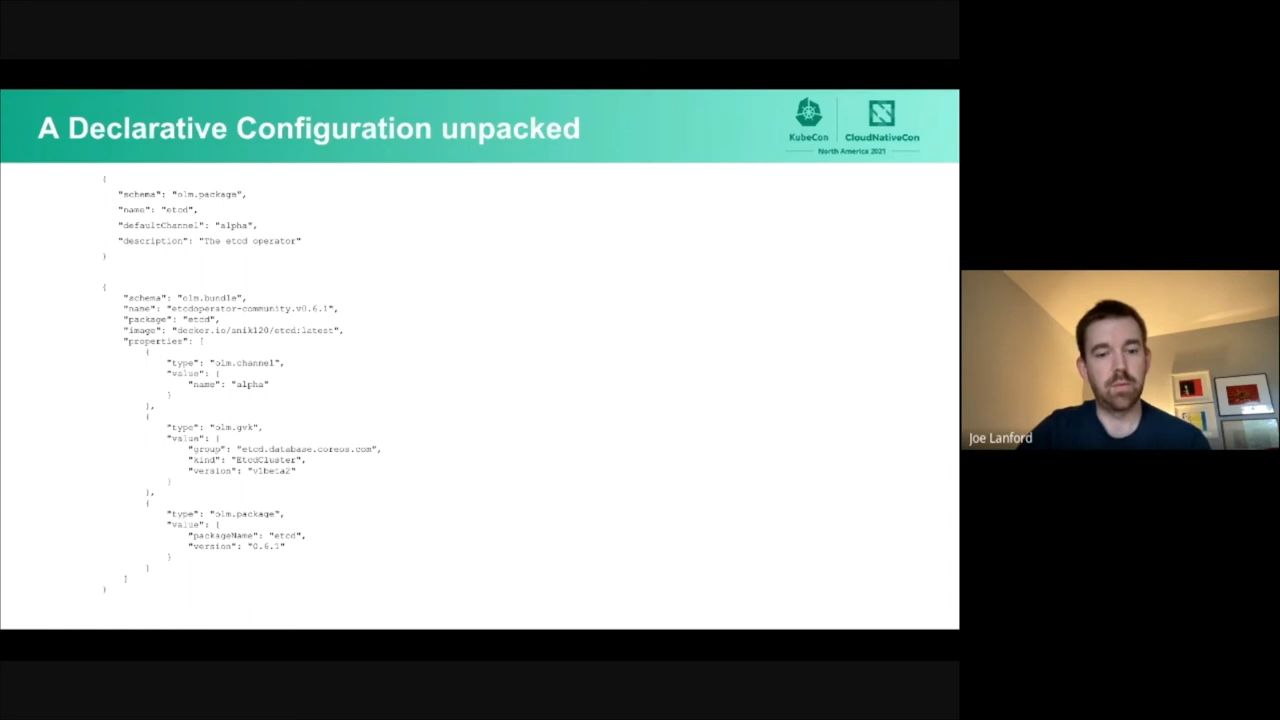 A Declarative Configuration unpacked
KubeCon
CloudNativeCon
North America 2021
{
"schema": "olm.package",
"name": "etcd",
"defaultChannel": "alpha",
"description": "The etcd operator"
}
{
"schema": "olm.bundle",
"name": "etcdoperator-community.v0.6.1",
"package": "etcd",
"image": "docker.io/anik120/etcd:latest",
"properties": [
{
"type": "olm.channel",
"value": {
"name": "alpha"
}
},
{
"type": "olm.gvk",
"value": {
"group": "etcd.database.coreos.com",
"kind": "EtcdCluster",
"version": "v1beta2"
}
},
{
"type": "olm.package",
"value": {
"packageName": "etcd",
"version": "0.6.1"
}
}
]
}
Joe Lanford